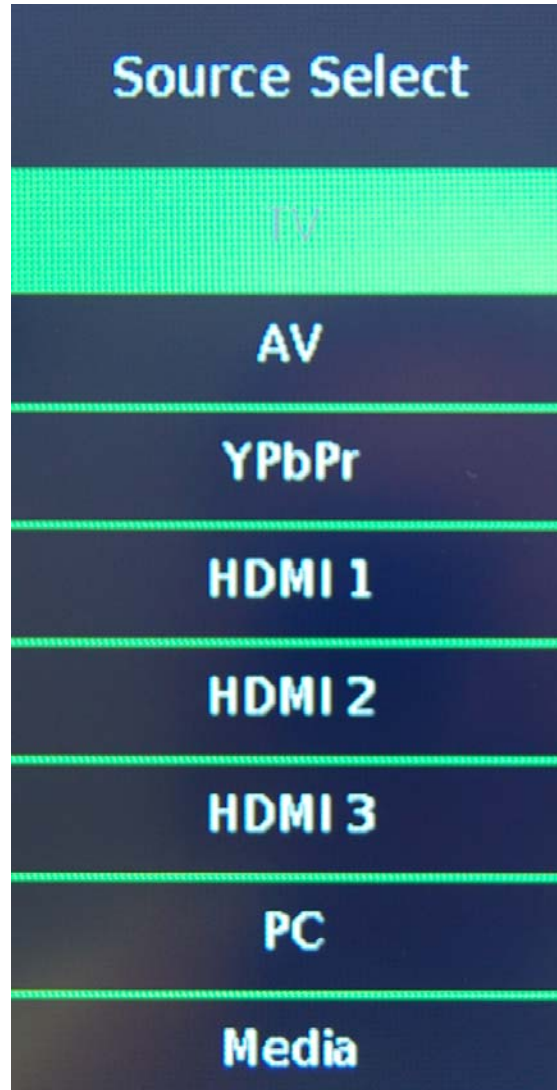 Source Select
TV
AV
YPbPr
HDMI 1
HDMI 2
HDMI 3
PC
Media